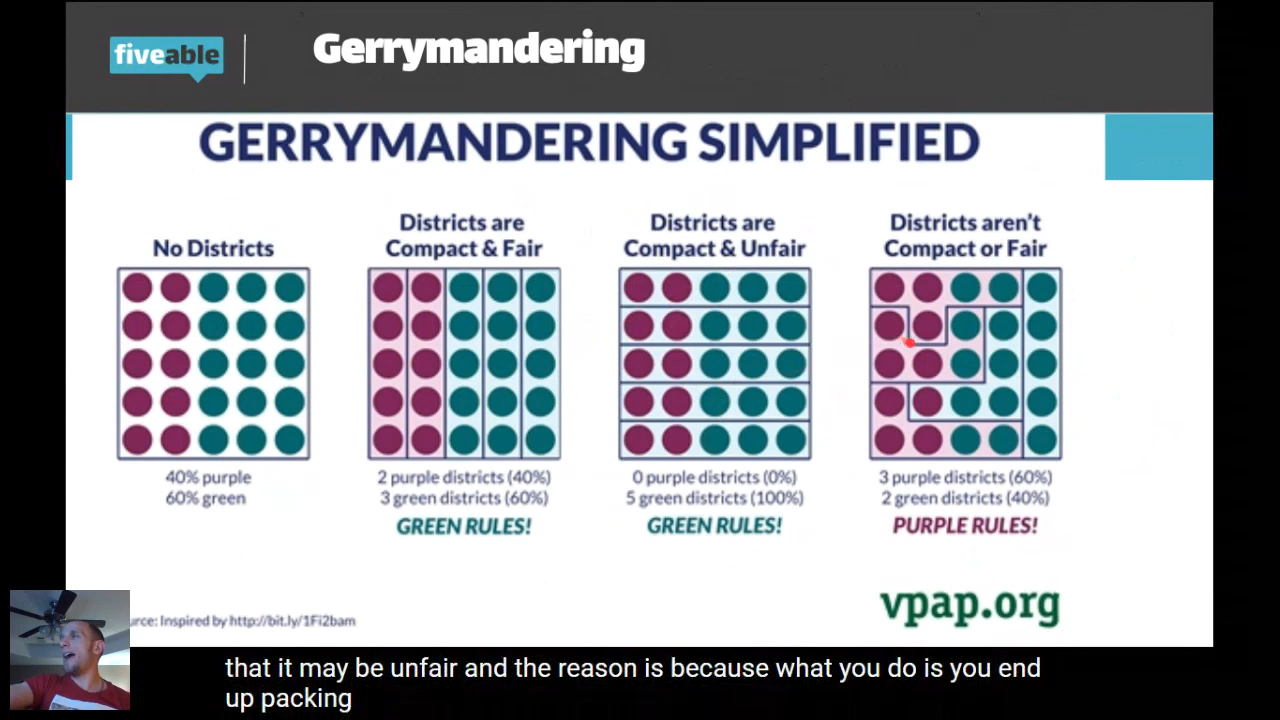 fiveable
Gerrymandering
GERRYMANDERING SIMPLIFIED
No Districts
40% purple
60% green
Districts are
Compact & Fair
2 purple districts (40%)
3 green districts (60%)
GREEN RULES!
Districts are
Compact & Unfair
0 purple districts (0%)
5 green districts (100%)
GREEN RULES!
Districts aren't
Compact or Fair
3 purple districts (60%)
2 green districts (40%)
PURPLE RULES!
vpap.org
Inspired by http://bit.ly/1Fi2bam
that it may be unfair and the reason is because what you do is you end
up packing